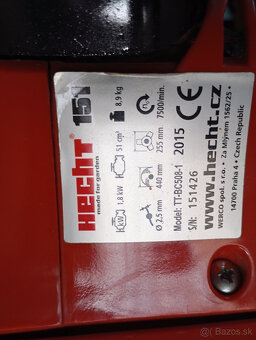 HECHT 151
made for garden
1,8 kW
51 cm³
8,9 kg
Ø 2,5 mm
440 mm
255 mm
7500/min.
Model: TT-BC508-1 2015
S/N: 151426
www.hecht.cz
WERCO spol. s r.o. • Za Mlýnem 1562/25 •
14700 Praha 4 • Czech Republic
© bazos.sk